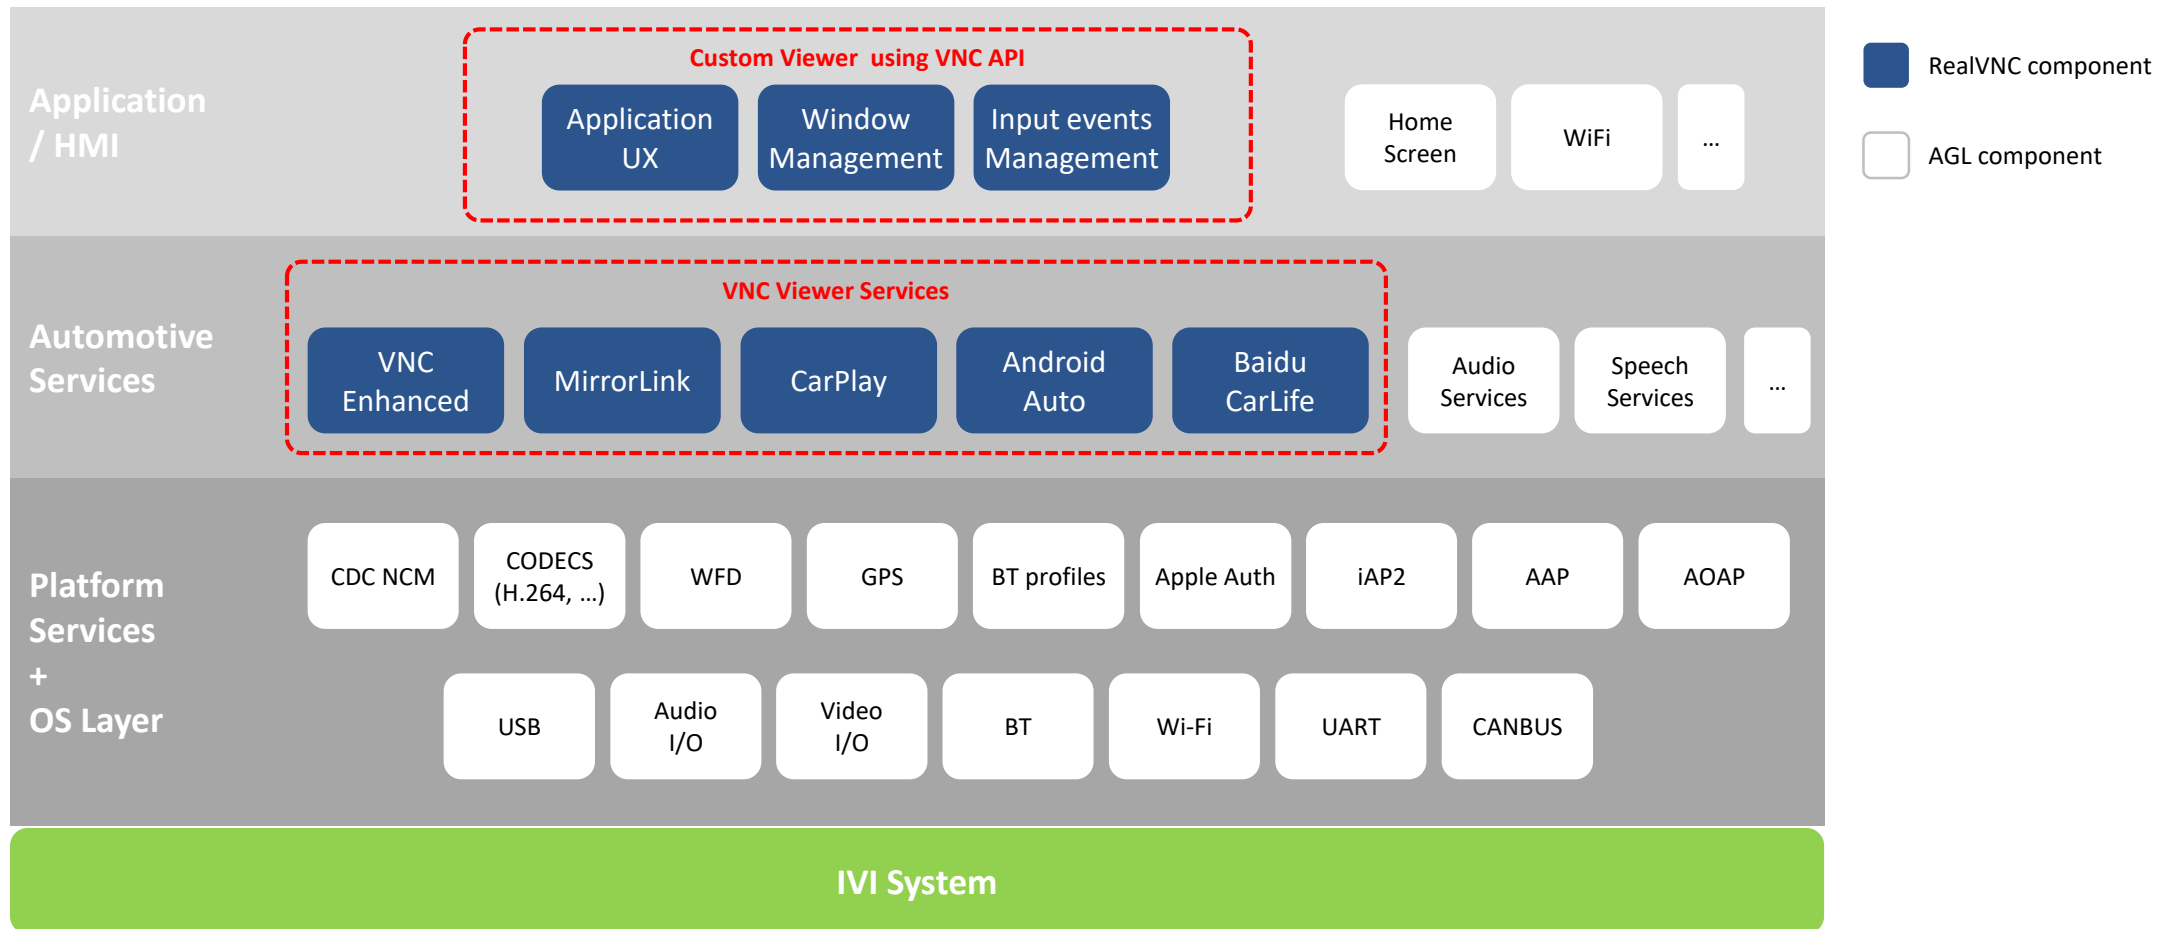 Custom Viewer  using VNC API
Application
/ HMI
Application
UX
Window
Management
Input events
Management
Home
Screen
WiFi
...
RealVNC component
AGL component
VNC Viewer Services
Automotive
Services
VNC
Enhanced
MirrorLink
CarPlay
Android
Auto
Baidu
CarLife
Audio
Services
Speech
Services
...
Platform
Services
+
OS Layer
CDC NCM
CODECS
(H.264, ...)
WFD
GPS
BT profiles
Apple Auth
iAP2
AAP
AOAP
USB
Audio
I/O
Video
I/O
BT
Wi-Fi
UART
CANBUS
IVI System